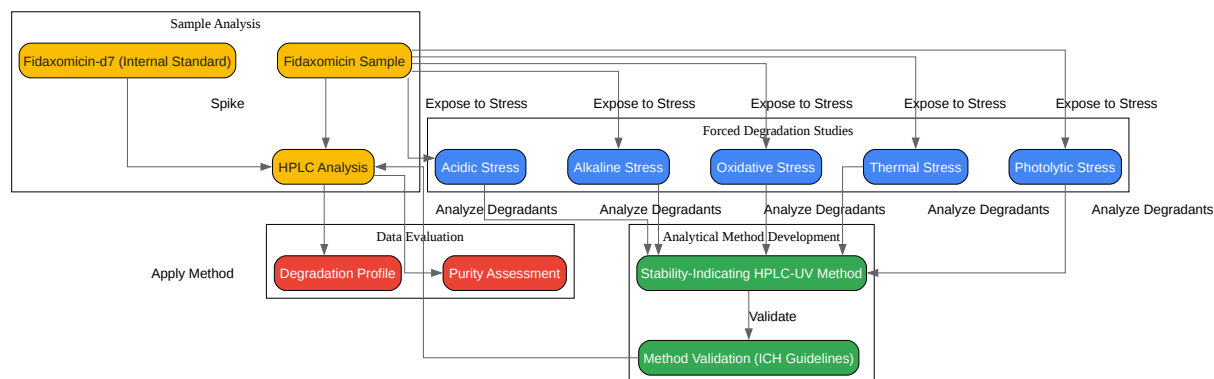 Sample Analysis
Fidaxomicin-d7 (Internal Standard)
Fidaxomicin Sample
Spike
Expose to Stress
Expose to Stress
Expose to Stress
Expose to Stress
Expose to Stress
Forced Degradation Studies
HPLC Analysis
Acidic Stress
Alkaline Stress
Oxidative Stress
Thermal Stress
Photolytic Stress
Analyze Degradants
Analyze Degradants
Analyze Degradants
Analyze Degradants
Analyze Degradants
Data Evaluation
Analytical Method Development
Apply Method
Degradation Profile
Purity Assessment
Stability-Indicating HPLC-UV Method
Validate
Method Validation (ICH Guidelines)